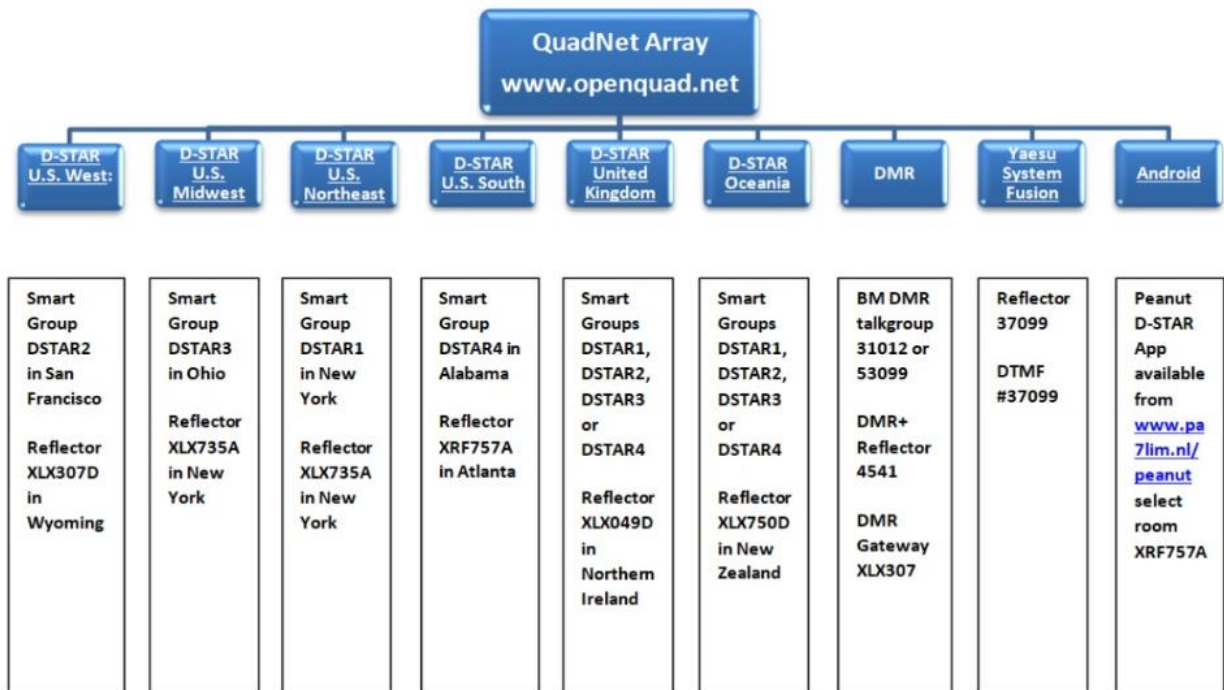 QuadNet Array
www.openquad.net
D-STAR
U.S. West:
D-STAR
U.S.
Midwest
D-STAR
U.S.
Northeast
D-STAR
U.S. South
D-STAR
United
Kingdom
D-STAR
Oceania
DMR
Yaesu
System
Fusion
Android
Smart
Group
DSTAR2
in San
Francisco
Reflector
XLX307D
in
Wyoming
Smart
Group
DSTAR3
in Ohio
Reflector
XLX735A
in New
York
Smart
Group
DSTAR1
in New
York
Reflector
XLX735A
in New
York
Smart
Group
DSTAR4 in
Alabama
Reflector
XRF757A
in Atlanta
Smart
Groups
DSTAR1,
DSTAR2,
DSTAR3
or
DSTAR4
Reflector
XLX049D
in
Northern
Ireland
Smart
Groups
DSTAR1,
DSTAR2,
DSTAR3
or
DSTAR4
Reflector
XLX750D
in New
Zealand
BM DMR
talkgroup
31012 or
53099
DMR+
Reflector
4541
DMR
Gateway
XLX307
Reflector
37099
DTMF
#37099
Peanut
D-STAR
App
available
from
www.pa
7lim.nl/
peanut
select
room
XRF757A